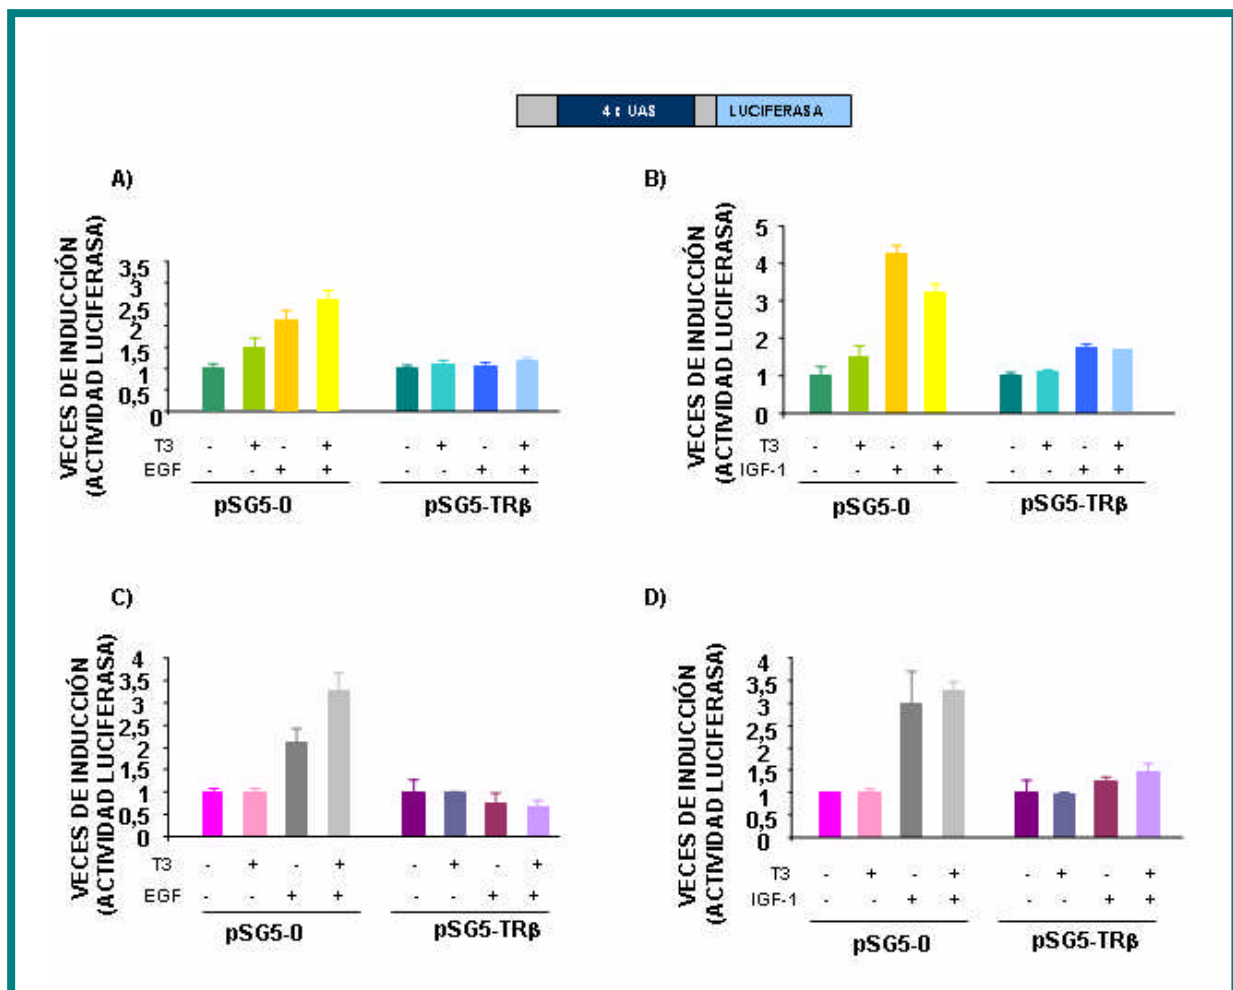 4 x UAS LUCIFERASA
A)
VECES DE INDUCCIÓN
(ACTIVIDAD LUCIFERASA)
3,5
3
2,5
2
1,5
1
0,5
0
T3 - + - + - + - +
EGF - - + + - - + +
pSG5-0 pSG5-TRβ
B)
VECES DE INDUCCIÓN
(ACTIVIDAD LUCIFERASA)
5
4
3
2
1
0
T3 - + - + - + - +
IGF-1 - - + + - - + +
pSG5-0 pSG5-TRβ
C)
VECES DE INDUCCIÓN
(ACTIVIDAD LUCIFERASA)
4
3,5
3
2,5
2
1,5
1
0,5
0
T3 - + - + - + - +
EGF - - + + - - + +
pSG5-0 pSG5-TRβ
D)
VECES DE INDUCCIÓN
(ACTIVIDAD LUCIFERASA)
4
3,5
3
2,5
2
1,5
1
0,5
0
T3 - + - + - + - +
IGF-1 - - + + - - + +
pSG5-0 pSG5-TRβ